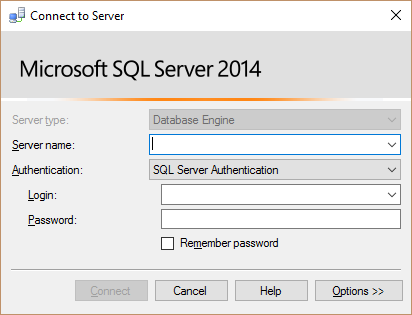 Connect to Server
Microsoft SQL Server 2014
Server type: Database Engine
Server name:
Authentication: SQL Server Authentication
Login:
Password:
Remember password
Connect Cancel Help Options >>